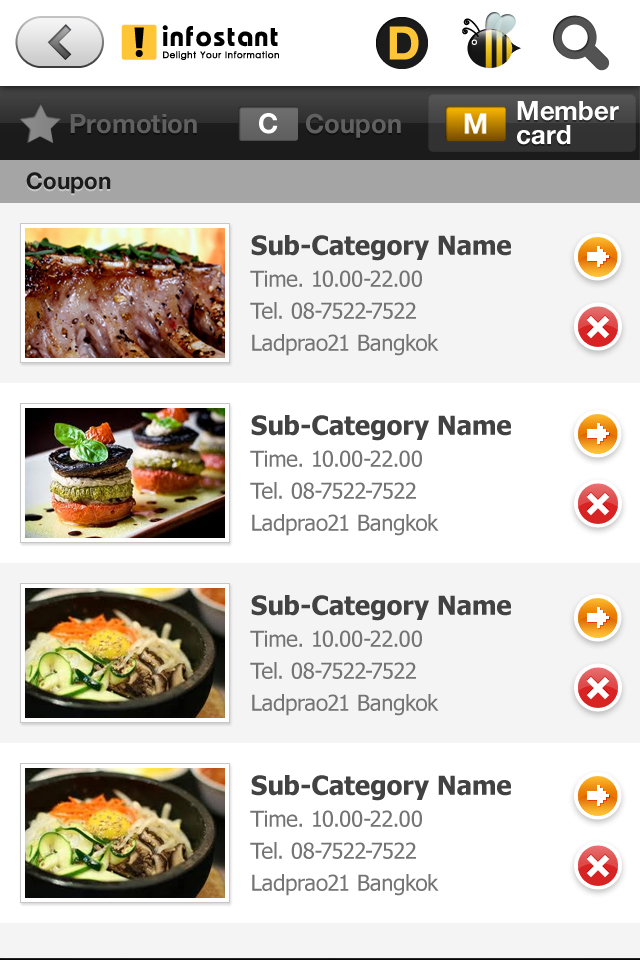 infostant
Delight Your Information
D
Promotion
C
Coupon
M
Member
card
Coupon
Sub-Category Name
Time. 10.00-22.00
Tel. 08-7522-7522
Ladprao21 Bangkok
Sub-Category Name
Time. 10.00-22.00
Tel. 08-7522-7522
Ladprao21 Bangkok
Sub-Category Name
Time. 10.00-22.00
Tel. 08-7522-7522
Ladprao21 Bangkok
Sub-Category Name
Time. 10.00-22.00
Tel. 08-7522-7522
Ladprao21 Bangkok